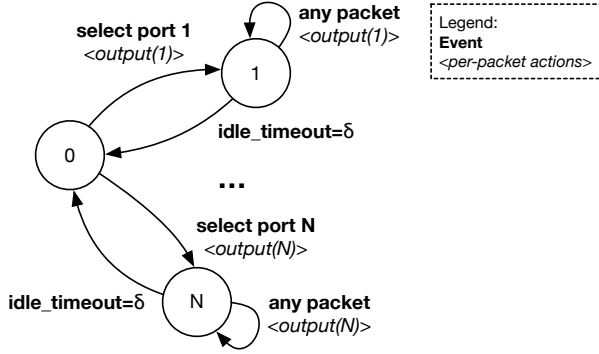 any packet
<output(1)>
select port 1
<output(1)>
Legend:
Event
<per-packet actions>
1
idle_timeout=δ
0
...
select port N
<output(N)>
idle_timeout=δ
N
any packet
<output(N)>